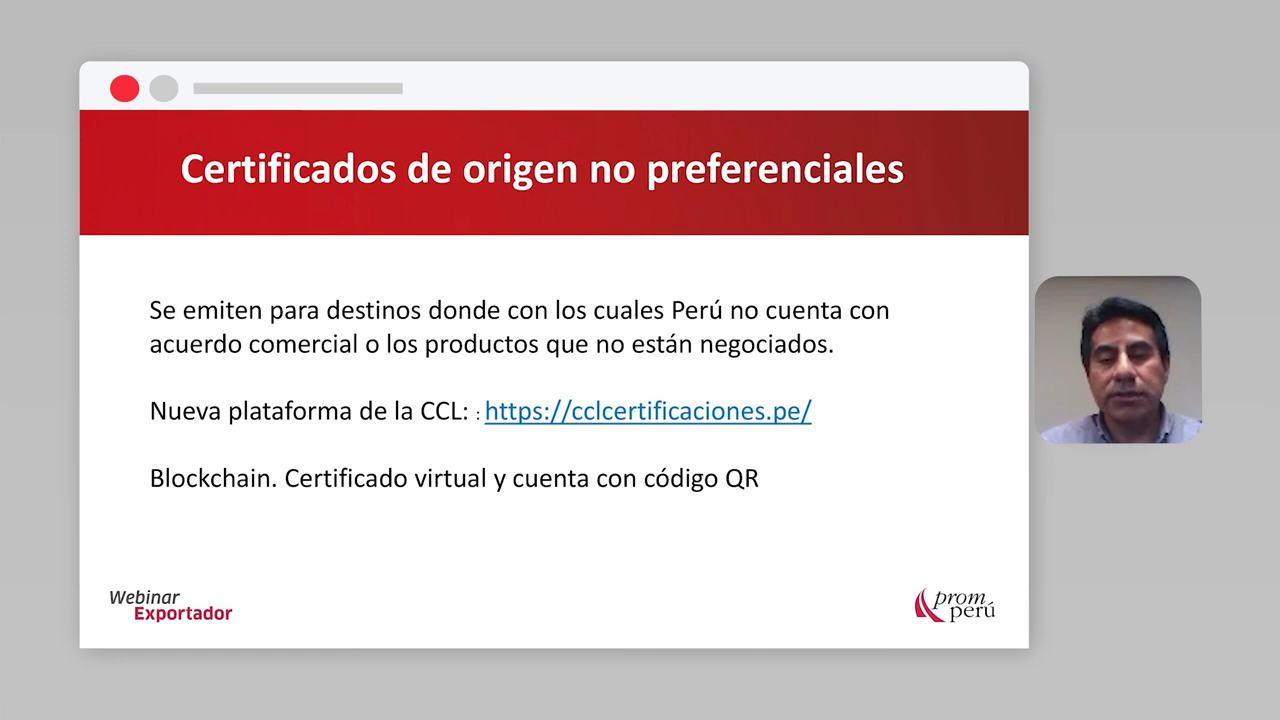 Certificados de origen no preferenciales
Se emiten para destinos donde con los cuales Perú no cuenta con
acuerdo comercial o los productos que no están negociados.
Nueva plataforma de la CCL: : https://cclcertificaciones.pe/
Blockchain. Certificado virtual y cuenta con código QR
Webinar
Exportador
prom
perú